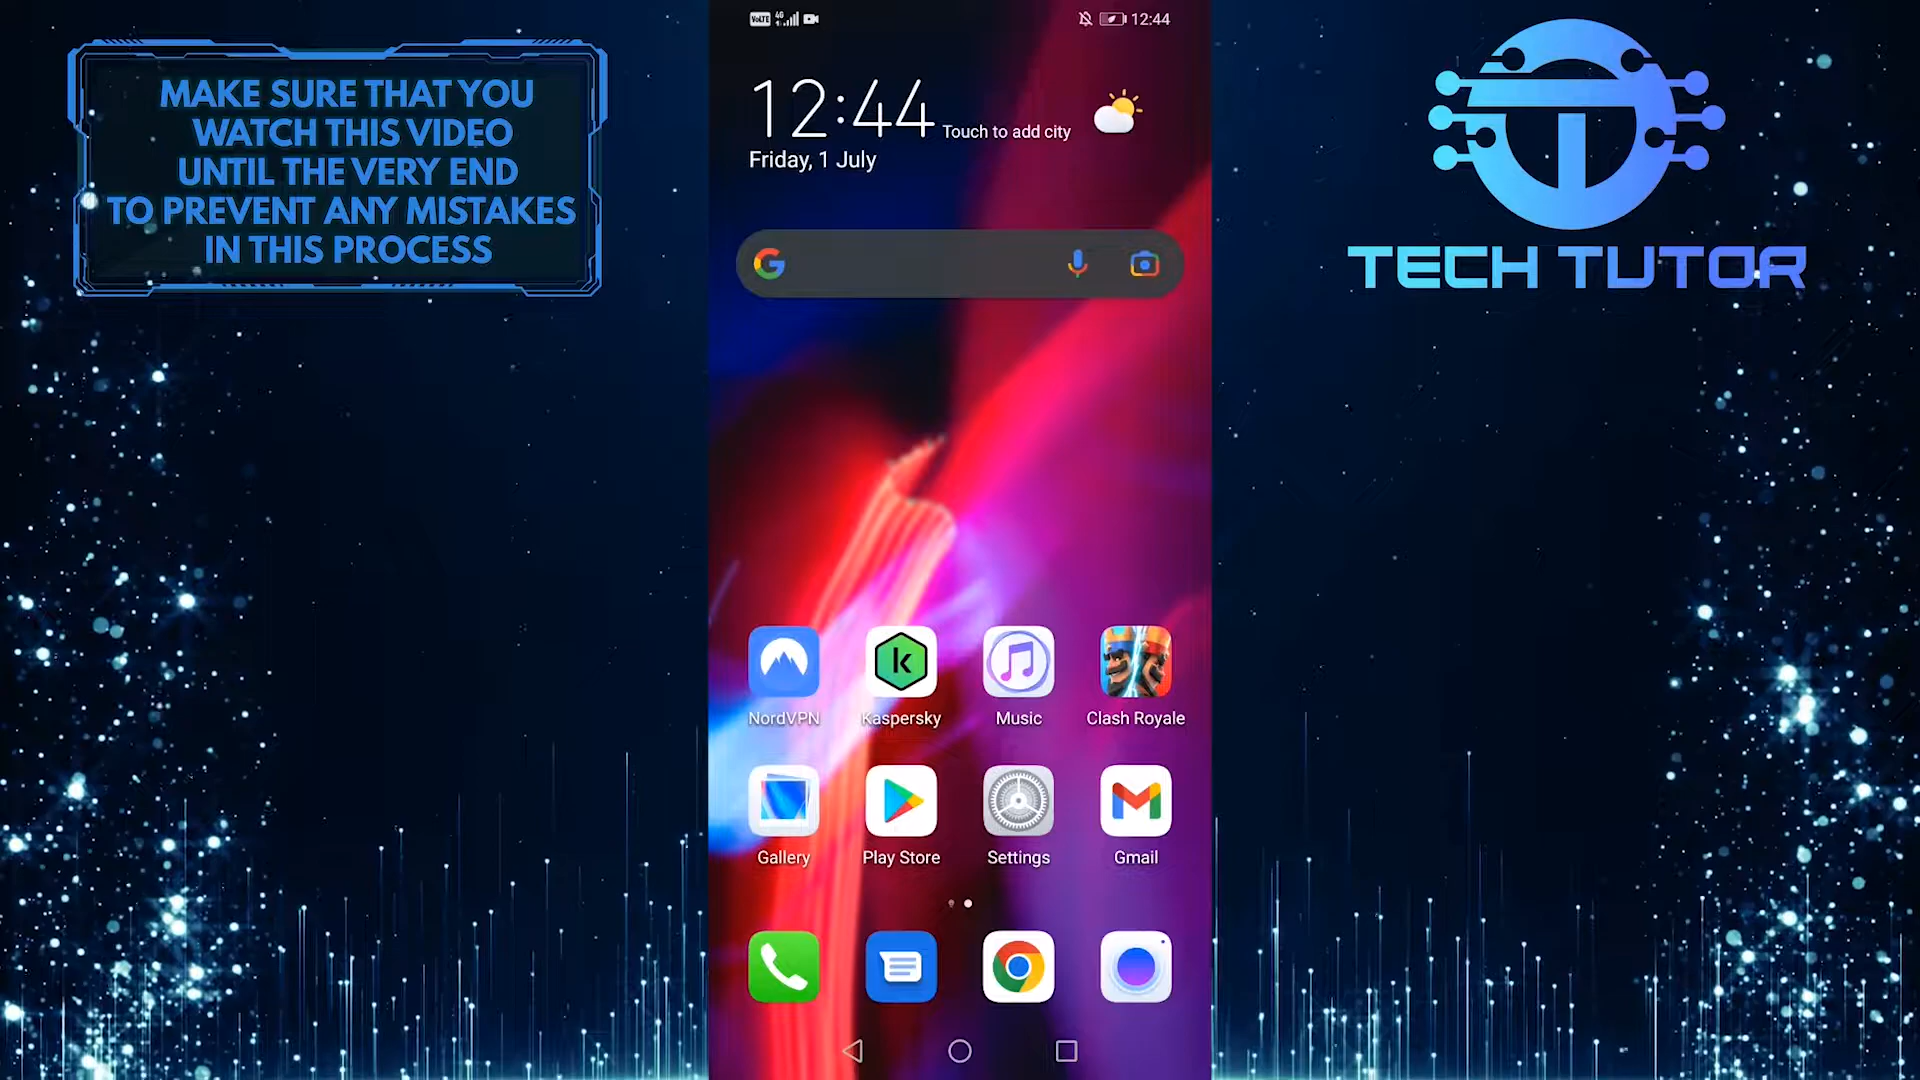 MAKE SURE THAT YOU
WATCH THIS VIDEO
UNTIL THE VERY END
TO PREVENT ANY MISTAKES
IN THIS PROCESS
VoLTE 4G 12:44
12:44 Touch to add city
Friday, 1 July
NordVPN Kaspersky Music Clash Royale
Gallery Play Store Settings Gmail
TECH TUTOR